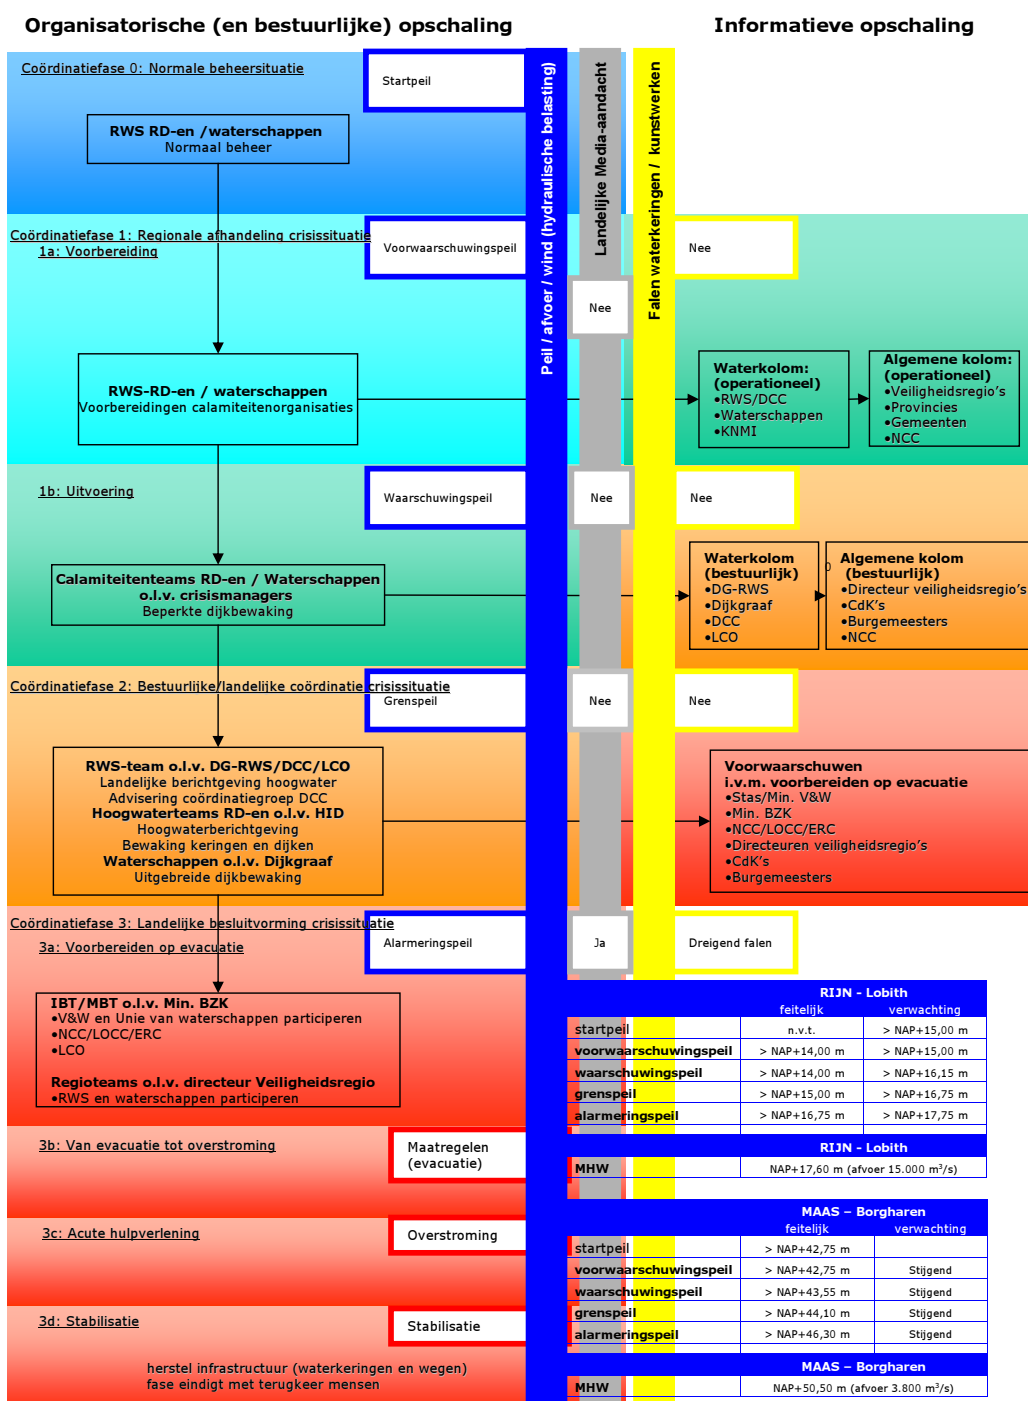 Organisatorische (en bestuurlijke) opschaling
Informatieve opschaling
Coördinatiefase 0: Normale beheersituatie
Startpeil
RWS RD-en /waterschappen
Normaal beheer
Peil / afvoer / wind (hydraulische belasting)
Landelijke Media-aandacht
Falen waterkeringen / kunstwerken
Coördinatiefase 1: Regionale afhandeling crisissituatie
1a: Voorbereiding
Voorwaarschuwingspeil
Nee
Nee
RWS-RD-en / waterschappen
Voorbereidingen calamiteitenorganisaties
Waterkolom:
(operationeel)
•RWS/DCC
•Waterschappen
•KNMI
Algemene kolom:
(operationeel)
•Veiligheidsregio's
•Provincies
•Gemeenten
•NCC
1b: Uitvoering
Waarschuwingspeil
Nee
Nee
Calamiteitenteams RD-en / Waterschappen
o.l.v. crisismanagers
Beperkte dijkbewaking
Waterkolom
(bestuurlijk)
•DG-RWS
•Dijkgraaf
•DCC
•LCO
0
Algemene kolom
(bestuurlijk)
•Directeur veiligheidsregio's
•CdK's
•Burgemeesters
•NCC
Coördinatiefase 2: Bestuurlijke/landelijke coördinatie crisissituatie
Grenspeil
Nee
Nee
RWS-team o.l.v. DG-RWS/DCC/LCO
Landelijke berichtgeving hoogwater
Advisering coördinatiegroep DCC
Hoogwaterteams RD-en o.l.v. HID
Hoogwaterberichtgeving
Bewaking keringen en dijken
Waterschappen o.l.v. Dijkgraaf
Uitgebreide dijkbewaking
Voorwaarschuwen
i.v.m. voorbereiden op evacuatie
•Stas/Min. V&W
•Min. BZK
•NCC/LOCC/ERC
•Directeuren veiligheidsregio's
•CdK's
•Burgemeesters
Coördinatiefase 3: Landelijke besluitvorming crisissituatie
3a: Voorbereiden op evacuatie
Alarmeringspeil
Ja
Dreigend falen
IBT/MBT o.l.v. Min. BZK
•V&W en Unie van waterschappen participeren
•NCC/LOCC/ERC
•LCO
Regioteams o.l.v. directeur Veiligheidsregio
•RWS en waterschappen participeren
RIJN - Lobith
feitelijk verwachting
startpeil n.v.t. > NAP+15,00 m
voorwaarschuwingspeil > NAP+14,00 m > NAP+15,00 m
waarschuwingspeil > NAP+14,00 m > NAP+16,15 m
grenspeil > NAP+15,00 m > NAP+16,75 m
alarmeringspeil > NAP+16,75 m > NAP+17,75 m
RIJN - Lobith
MHW NAP+17,60 m (afvoer 15.000 m³/s)
3b: Van evacuatie tot overstroming
Maatregelen
(evacuatie)
3c: Acute hulpverlening
Overstroming
MAAS – Borgharen
feitelijk verwachting
startpeil > NAP+42,75 m
voorwaarschuwingspeil > NAP+42,75 m Stijgend
waarschuwingspeil > NAP+43,55 m Stijgend
grenspeil > NAP+44,10 m Stijgend
alarmeringspeil > NAP+46,30 m Stijgend
MAAS – Borgharen
MHW NAP+50,50 m (afvoer 3.800 m³/s)
3d: Stabilisatie
Stabilisatie
herstel infrastructuur (waterkeringen en wegen)
fase eindigt met terugkeer mensen